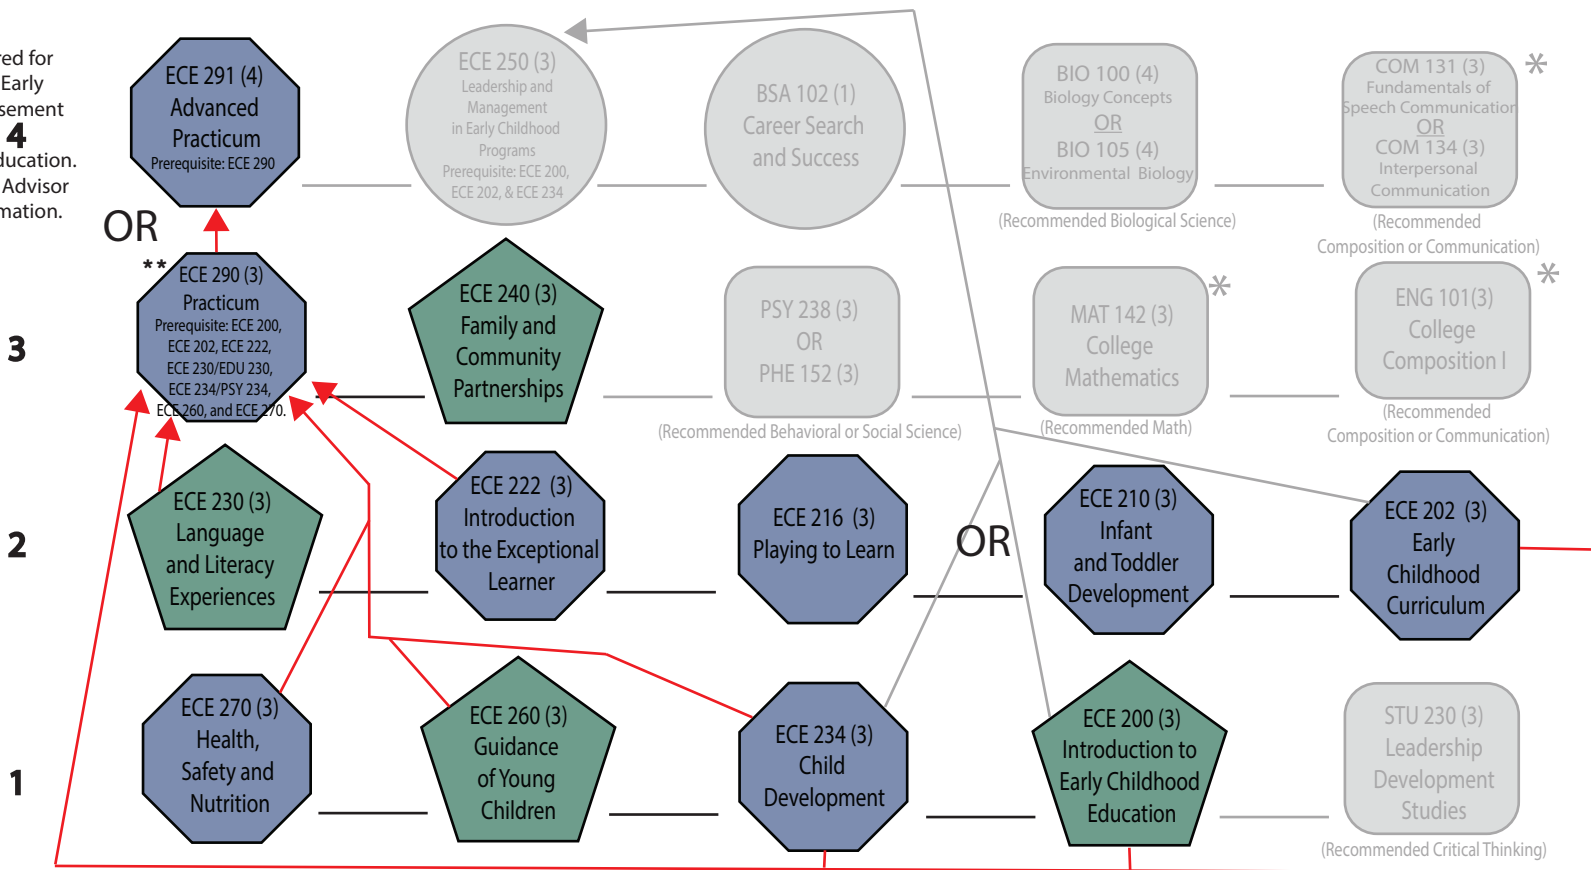 red for
Early
sement
4
ducation.
Advisor
mation.
ECE 291 (4)
Advanced
Practicum
Prerequisite: ECE 290
ECE 250 (3)
Leadership and
Management
in Early Childhood
Programs
Prerequisite: ECE 200,
ECE 202, & ECE 234
BSA 102 (1)
Career Search
and Success
BIO 100 (4)
Biology Concepts
OR
BIO 105 (4)
Environmental Biology
(Recommended Biological Science)
COM 131 (3)
Fundamentals of
Speech Communication
OR
COM 134 (3)
Interpersonal
Communication
*
(Recommended
Composition or Communication)
OR
3
**
ECE 290 (3)
Practicum
Prerequisite: ECE 200,
ECE 202, ECE 222,
ECE 230/EDU 230,
ECE 234/PSY 234,
ECE 260, and ECE 270.
ECE 240 (3)
Family and
Community
Partnerships
PSY 238 (3)
OR
PHE 152 (3)
(Recommended Behavioral or Social Science)
MAT 142 (3)
College
Mathematics
*
(Recommended Math)
ENG 101(3)
College
Composition I
*
(Recommended
Composition or Communication)
2
ECE 230 (3)
Language
and Literacy
Experiences
ECE 222 (3)
Introduction
to the Exceptional
Learner
ECE 216 (3)
Playing to Learn
OR
ECE 210 (3)
Infant
and Toddler
Development
ECE 202 (3)
Early
Childhood
Curriculum
1
ECE 270 (3)
Health,
Safety and
Nutrition
ECE 260 (3)
Guidance
of Young
Children
ECE 234 (3)
Child
Development
ECE 200 (3)
Introduction to
Early Childhood
Education
STU 230 (3)
Leadership
Development
Studies
(Recommended Critical Thinking)